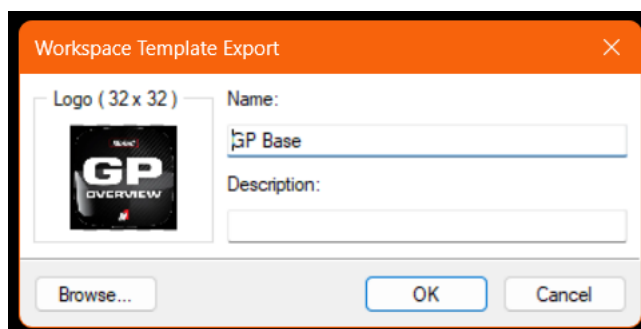 Workspace Template Export
Logo ( 32 x 32 )
GP
OVERVIEW
Name:
GP Base
Description:
Browse...
OK
Cancel